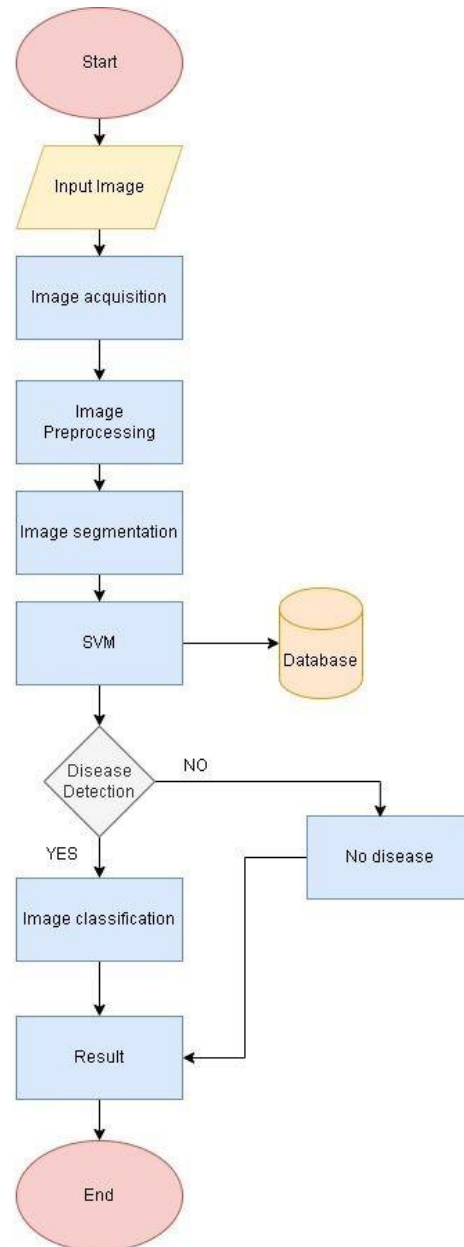 Start
Input Image
Image acquisition
Image
Preprocessing
Image segmentation
SVM
Database
Disease
Detection
NO
YES
No disease
Image classification
Result
End